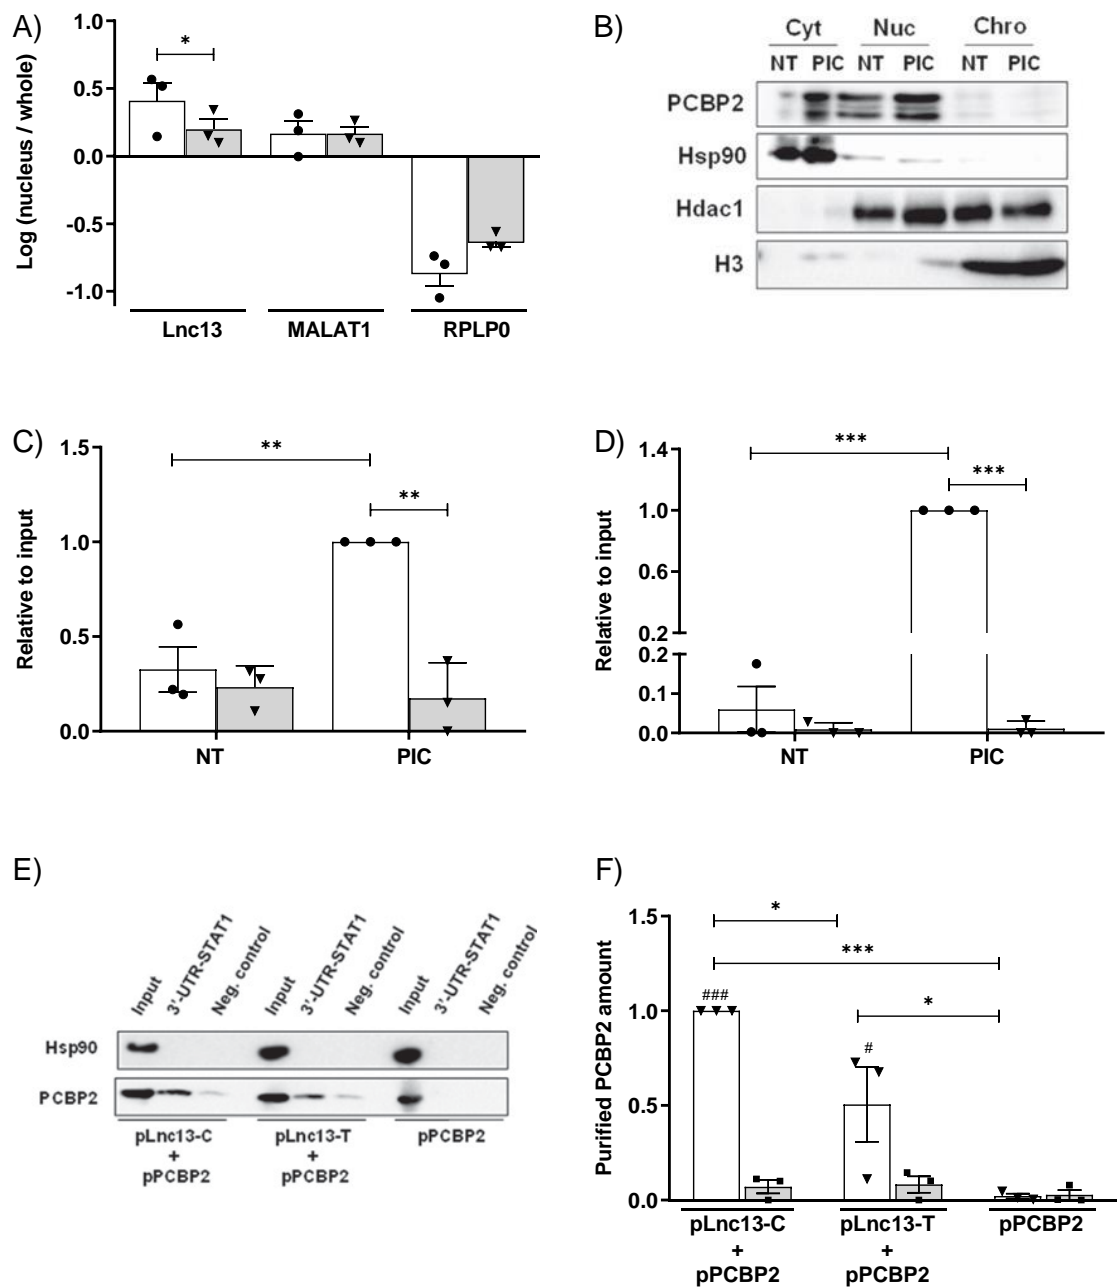 A)
1.0
0.5
0.0
-0.5
-1.0
Log (nucleus / whole)
*
Lnc13 MALAT1 RPLP0
B)
Cyt Nuc Chro
NT PIC NT PIC NT PIC
PCBP2
Hsp90
Hdac1
H3
C)
1.5
1.0
0.5
0.0
Relative to input
**
**
NT PIC
D)
1.4
1.0
0.6
0.2
0.2
0.1
0.0
Relative to input
***
***
NT PIC
E)
Input 3'-UTR-STAT1 Neg. control Input 3'-UTR-STAT1 Neg. control Input 3'-UTR-STAT1 Neg. control
Hsp90
PCBP2
pLnc13-C pLnc13-T pPCBP2
+ +
pPCBP2 pPCBP2
F)
1.5
1.0
0.5
0.0
Purified PCBP2 amount
*
***
*
###
#
pLnc13-C pLnc13-T pPCBP2
+ +
pPCBP2 pPCBP2